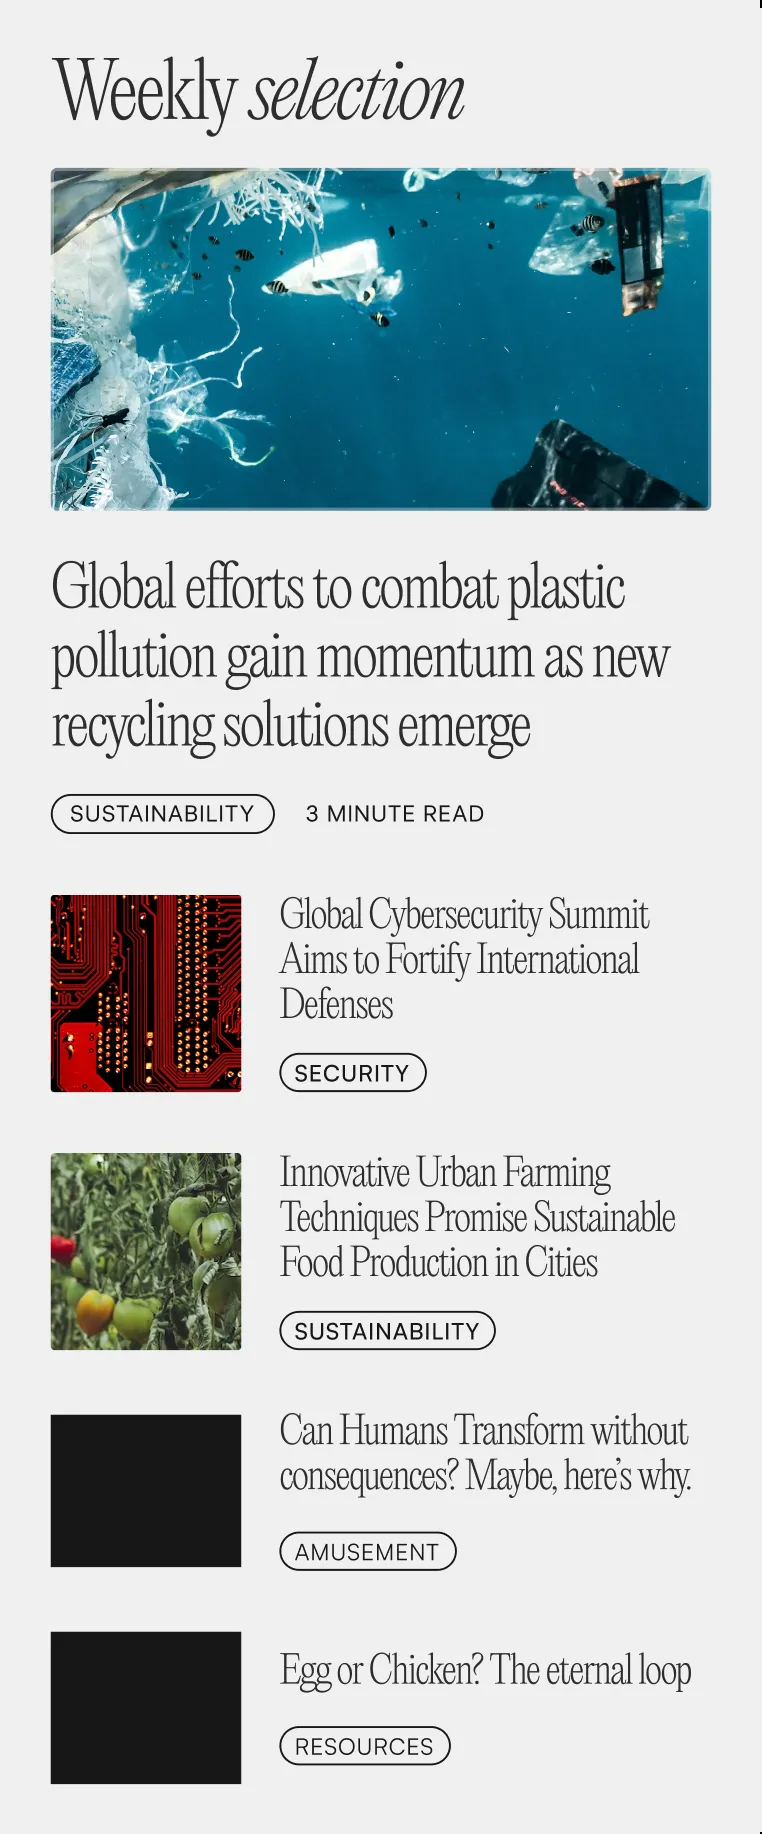 Weekly selection
Global efforts to combat plastic
pollution gain momentum as new
recycling solutions emerge
SUSTAINABILITY 3 MINUTE READ
Global Cybersecurity Summit
Aims to Fortify International
Defenses
SECURITY
Innovative Urban Farming
Techniques Promise Sustainable
Food Production in Cities
SUSTAINABILITY
Can Humans Transform without
consequences? Maybe, here’s why.
AMUSEMENT
Egg or Chicken? The eternal loop
RESOURCES